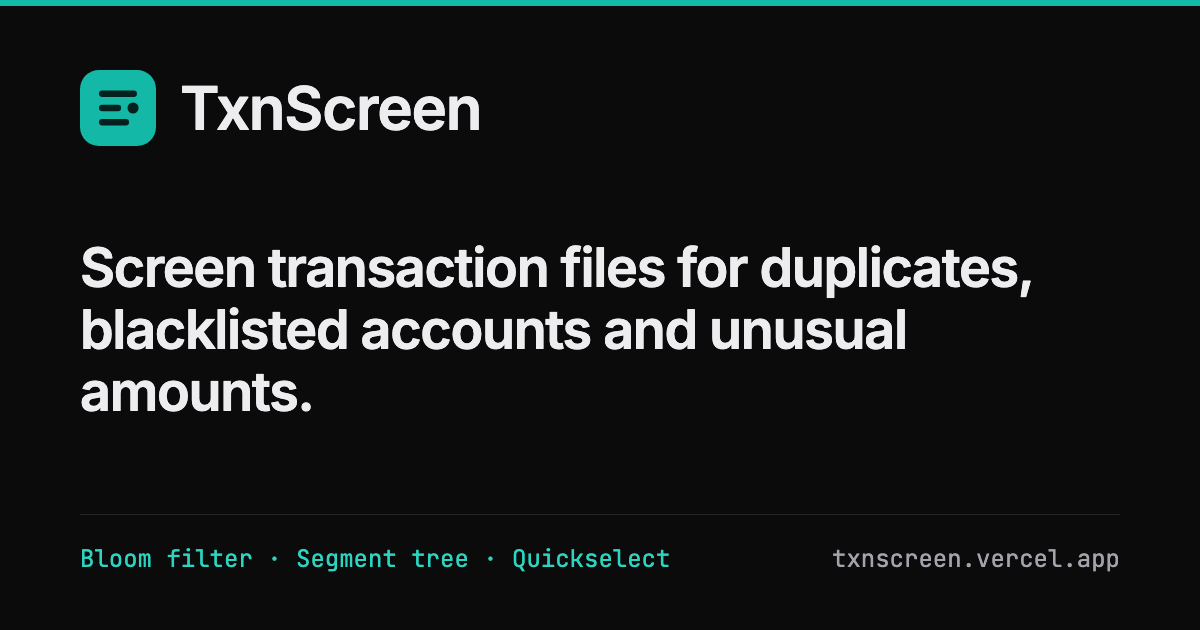 TxnScreen
Screen transaction files for duplicates,
blacklisted accounts and unusual
amounts.
Bloom filter · Segment tree · Quickselect
txnscreen.vercel.app